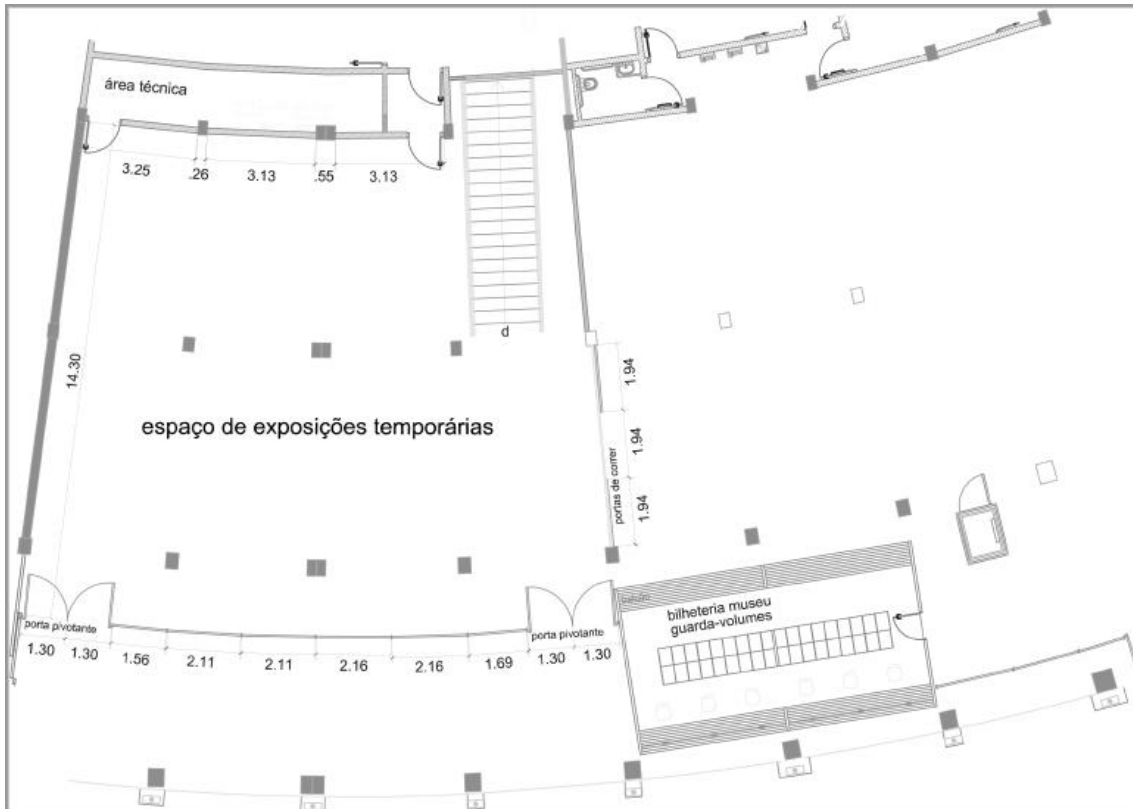 área técnica
3.25
.26
3.13
.55
3.13
d
14.30
1.94
espaço de exposições temporárias
1.94
portas de correr
1.94
bilheteria museu
guarda-volumes
porta pivotante
porta pivotante
1.30
1.30
1.56
2.11
2.11
2.16
2.16
1.69
1.30
1.30